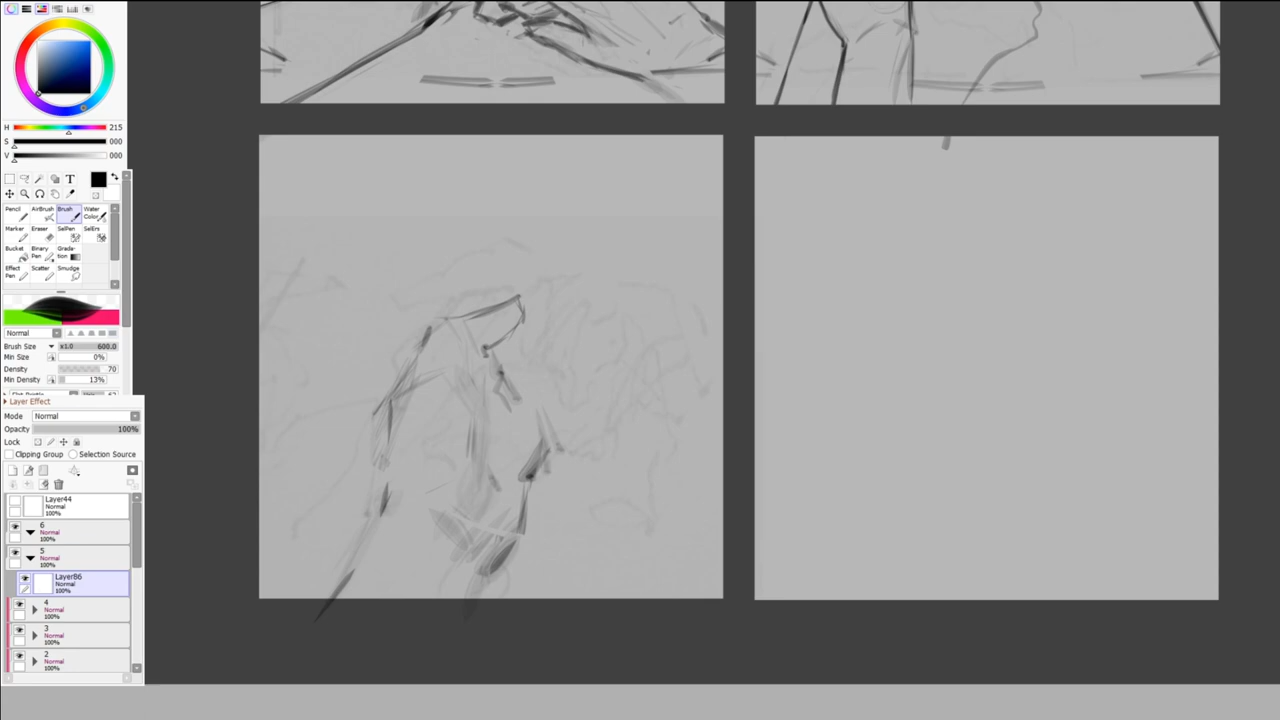 H 215
S 000
V 000
T
Pencil AirBrush Brush Water Color
Marker Eraser SelPen SelErs
Bucket Binary Pen Grada-tion
Effect Pen Scatter Smudge
Normal
Brush Size x1.0 600.0
Min Size 0%
Density 70
Min Density 13%
Layer Effect
Mode Normal
Opacity 100%
Lock
Clipping Group Selection Source
Layer44
Normal
100%
6
Normal
100%
5
Normal
100%
Layer86
Normal
100%
4
Normal
100%
3
Normal
100%
2
Normal
100%